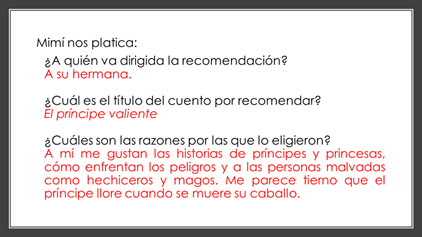 Mimí nos platica:
¿A quién va dirigida la recomendación?
A su hermana.
¿Cuál es el título del cuento por recomendar?
El príncipe valiente
¿Cuáles son las razones por las que lo eligieron?
A mí me gustan las historias de príncipes y princesas,
cómo enfrentan los peligros y a las personas malvadas
como hechiceros y magos. Me parece tierno que el
príncipe llore cuando se muere su caballo.